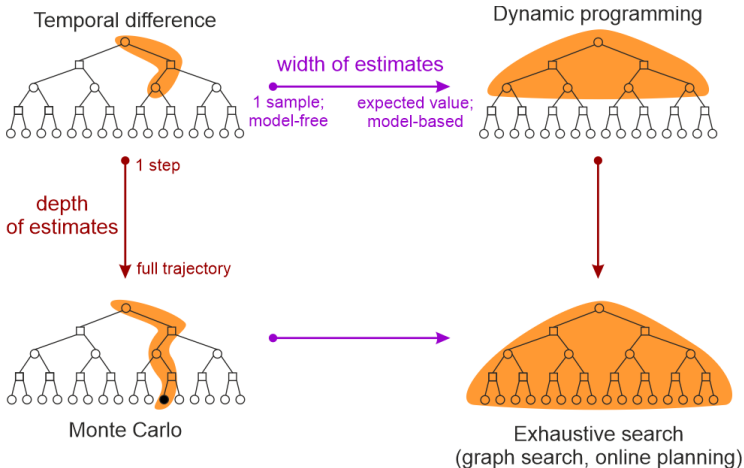 Temporal difference
Dynamic programming
width of estimates
1 sample;
model-free
expected value;
model-based
1 step
depth
of estimates
full trajectory
Monte Carlo
Exhaustive search
(graph search, online planning)